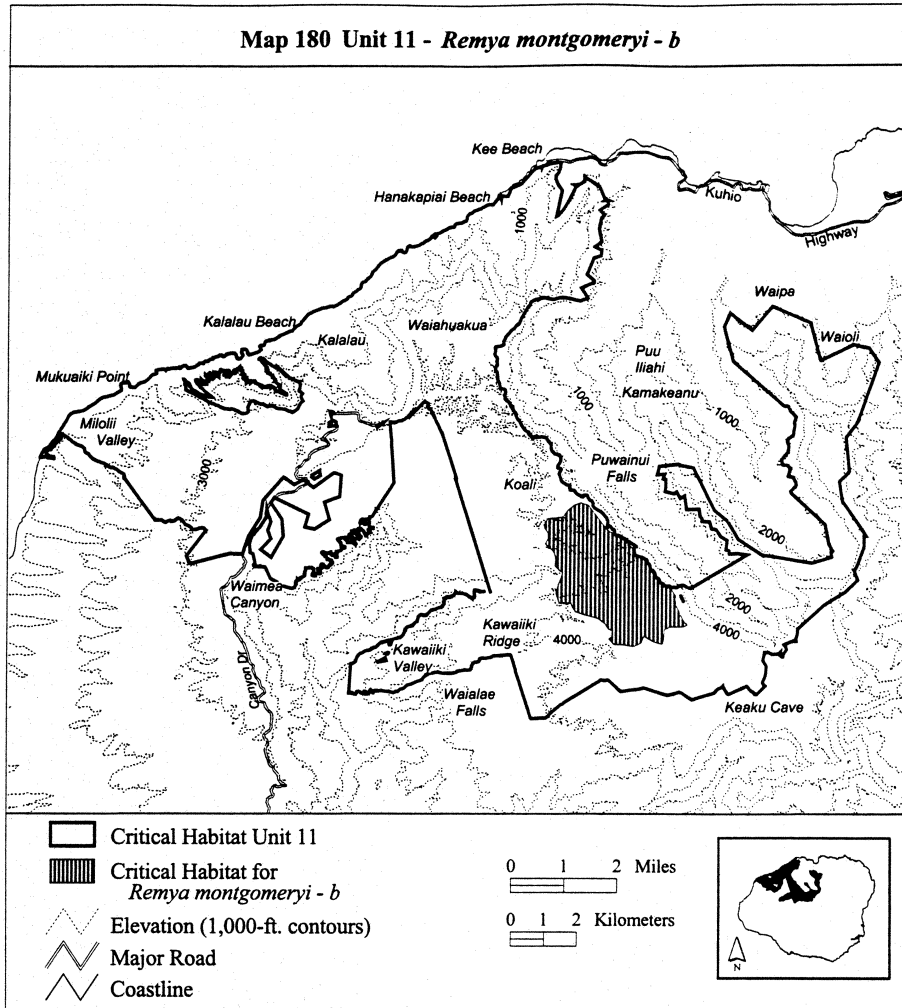 Map 180 Unit 11 - Remya montgomeryi - b
Kee Beach
Hanakapiai Beach
Kuhio
Highway
1000
Waipa
Kalalau Beach
Kalalau
Waiahuakua
Waioli
Puu
Iliahi
Mukuaiki Point
Kamakeanu
1000
1000
Milolii
Valley
3000
Puwainui
Falls
Koali
2000
Waimea
Canyon
2000
4000
Kawaiiki
Ridge
4000
Kawaiiki
Valley
Canyon Dr
Waialae
Falls
Keaku Cave
Critical Habitat Unit 11
Critical Habitat for
Remya montgomeryi - b
Elevation (1,000-ft. contours)
Major Road
Coastline
0 1 2 Miles
0 1 2 Kilometers
N